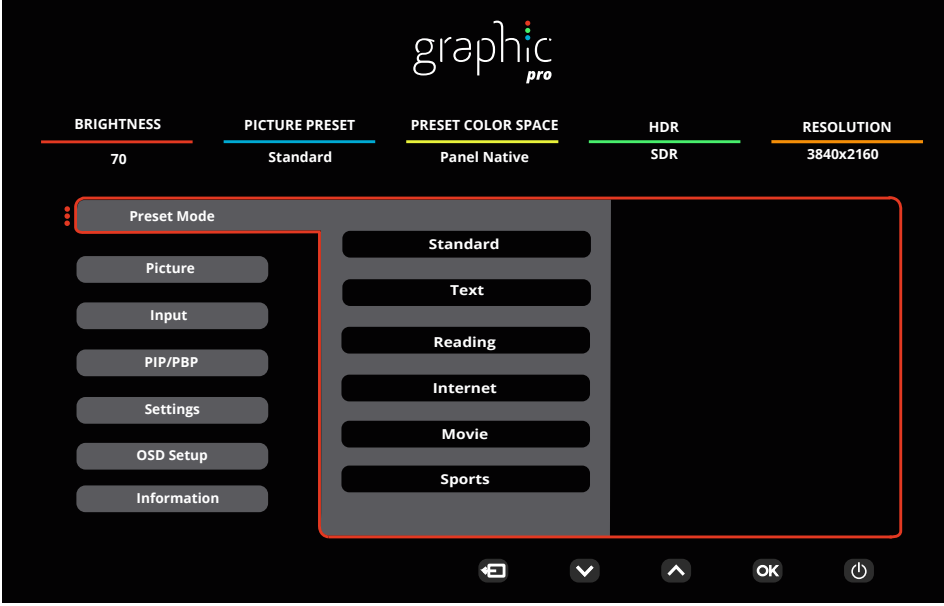 graphic
pro
BRIGHTNESS
PICTURE PRESET
PRESET COLOR SPACE
HDR
RESOLUTION
70
Standard
Panel Native
SDR
3840x2160
Preset Mode
Picture
Input
PIP/PBP
Settings
OSD Setup
Information
Standard
Text
Reading
Internet
Movie
Sports
OK